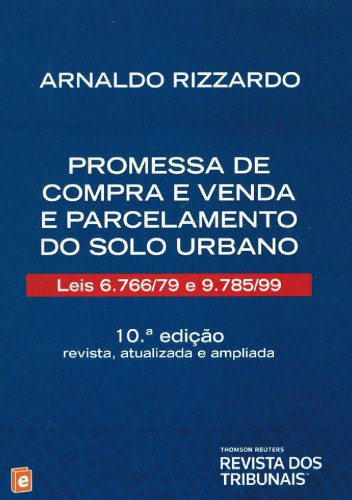 ARNALDO RIZZARDO
PROMESSA DE
COMPRA E VENDA
E PARCELAMENTO
DO SOLO URBANO
Leis 6.766/79 e 9.785/99
10.ª edição
revista, atualizada e ampliada
THOMSON REUTERS
REVISTA DOS
TRIBUNAIS™
e